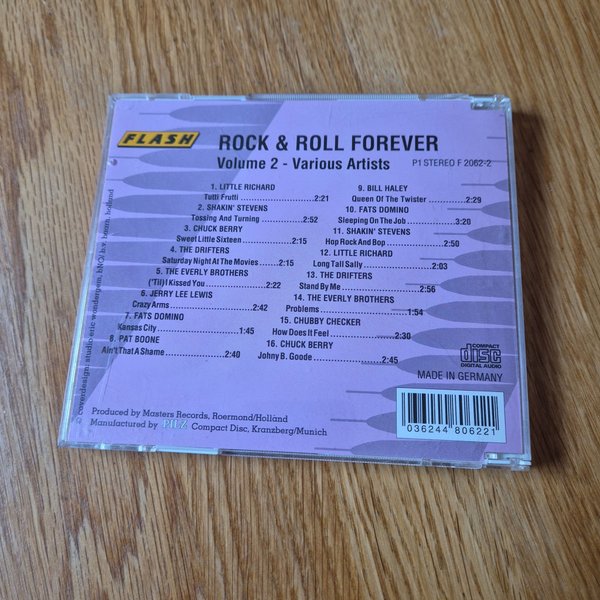 FLASH
ROCK & ROLL FOREVER
Volume 2 - Various Artists
P1 STEREO F 2062-2
1. LITTLE RICHARD
Tutti Frutti ..........2:21
2. SHAKIN' STEVENS
Tossing And Turning ..........2:52
3. CHUCK BERRY
Sweet Little Sixteen ..........2:15
4. THE DRIFTERS
Saturday Night At The Movies ..........2:15
5. THE EVERLY BROTHERS
('Till) I Kissed You ..........2:22
6. JERRY LEE LEWIS
Crazy Arms ..........2:42
7. FATS DOMINO
Kansas City ..........1:45
8. PAT BOONE
Ain't That A Shame ..........2:40
9. BILL HALEY
Queen Of The Twister ..........2:29
10. FATS DOMINO
Sleeping On The Job ..........3:20
11. SHAKIN' STEVENS
Hop Rock And Bop ..........2:50
12. LITTLE RICHARD
Long Tall Sally ..........2:03
13. THE DRIFTERS
Stand By Me ..........2:56
14. THE EVERLY BROTHERS
Problems ..........1:54
15. CHUBBY CHECKER
How Does It Feel ..........2:30
16. CHUCK BERRY
Johny B. Goode ..........2:45
COMPACT
disc
DIGITAL AUDIO
MADE IN GERMANY
036244 806221
Produced by Masters Records, Roermond/Holland
Manufactured by PILZ Compact Disc, Kranzberg/Munich
coverdesign: studio eric wondergem, bNO/ b.v. hoorn, holland